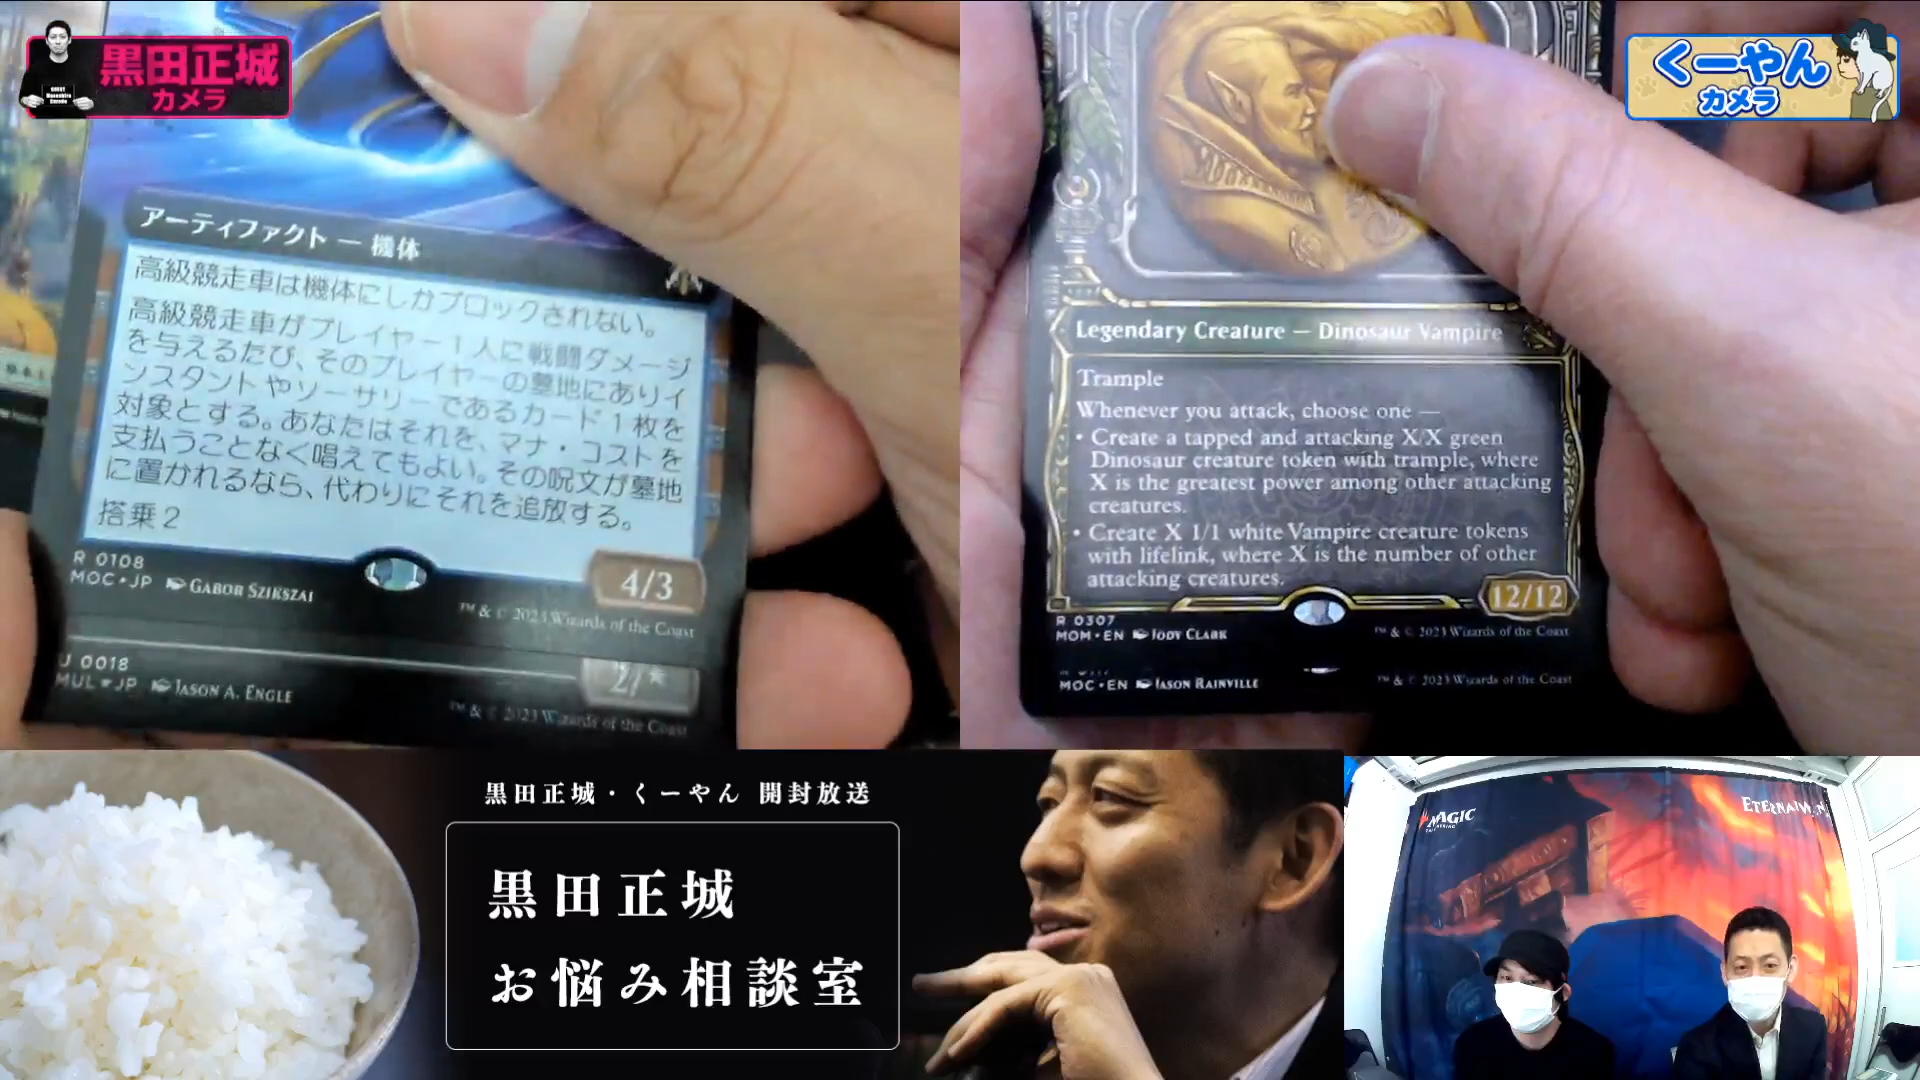 黒田正城
カメラ
くーやん
カメラ
アーティファクト — 機体
高級競走車は機体にしかブロックされない。
高級競走車がプレイヤー1人に戦闘ダメージ
を与えるたび、そのプレイヤーの墓地にありイ
ンスタントやソーサリーであるカード1枚を
対象とする。あなたはそれを、マナ・コストを
支払うことなく唱えてもよい。その呪文が墓地
に置かれるなら、代わりにそれを追放する。
搭乗2
4/3
R 0108
MOC • JP GABOR SZIKSZAI
™ & © 2023 Wizards of the Coast
U 0018
MUL ★ JP JASON A. ENGLE
2/★
™ & © 2023 Wizards of the Coast
Legendary Creature — Dinosaur Vampire
Trample
Whenever you attack, choose one —
• Create a tapped and attacking X/X green
Dinosaur creature token with trample, where
X is the greatest power among other attacking
creatures.
• Create X 1/1 white Vampire creature tokens
with lifelink, where X is the number of other
attacking creatures.
12/12
R 0307
MOM • EN JODY CLARK
™ & © 2023 Wizards of the Coast
MOC • EN JASON RAINVILLE
™ & © 2023 Wizards of the Coast
黒田正城・くーやん 開封放送
黒田正城
お悩み相談室
MAGIC